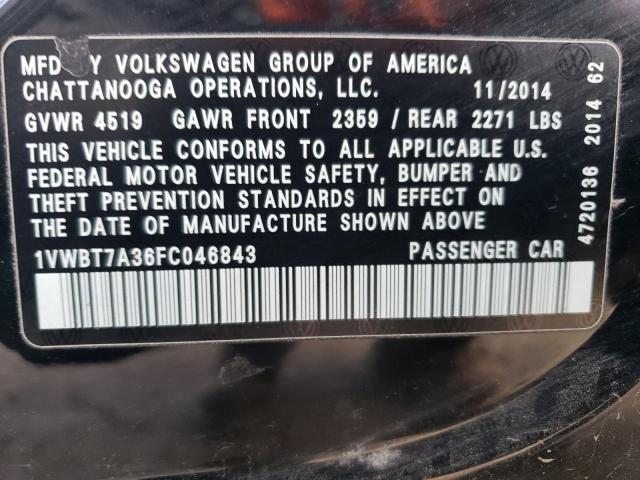 MFD Y VOLKSWAGEN GROUP OF AMERICA
CHATTANOOGA OPERATIONS, LLC. 11/2014
GVWR 4519 GAWR FRONT 2359 / REAR 2271 LBS
THIS VEHICLE CONFORMS TO ALL APPLICABLE U.S.
FEDERAL MOTOR VEHICLE SAFETY, BUMPER AND
THEFT PREVENTION STANDARDS IN EFFECT ON
THE DATE OF MANUFACTURE SHOWN ABOVE
1VWBT7A36FC046843 PASSENGER CAR
4720136 2014 62